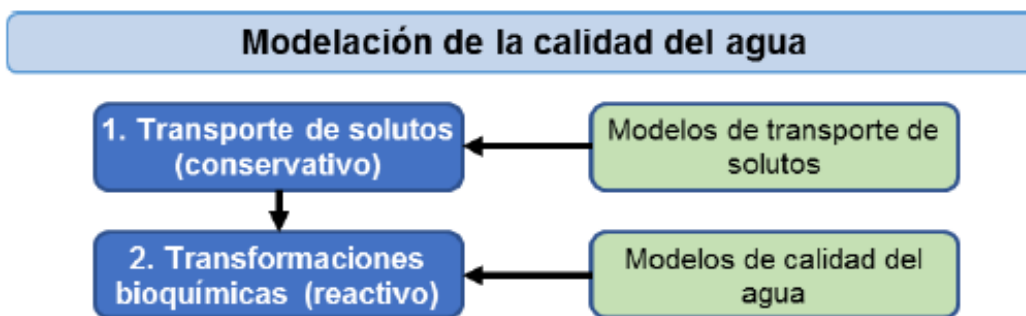 Modelación de la calidad del agua
1. Transporte de solutos
(conservativo)
Modelos de transporte de
solutos
2. Transformaciones
bioquímicas (reactivo)
Modelos de calidad del
agua